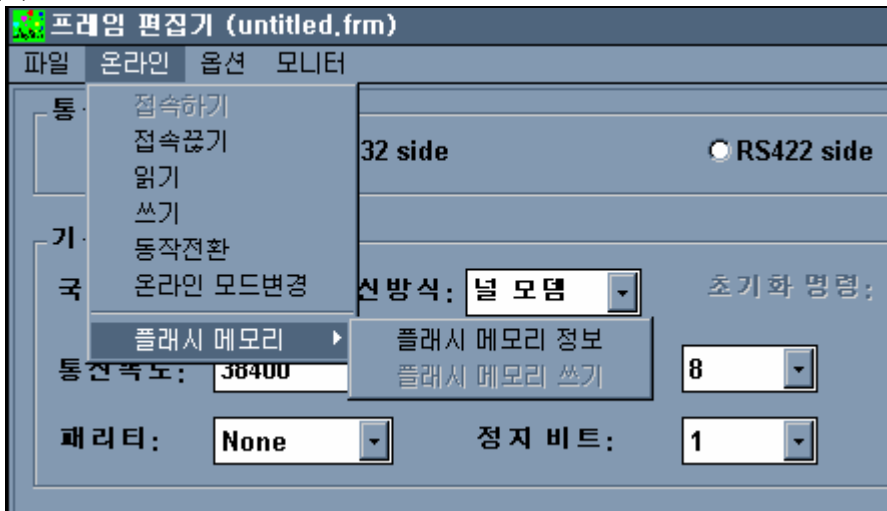 프레임 편집기 (untitled.frm)
파일 온라인 옵션 모니터
접속하기
접속끊기
읽기
쓰기
동작전환
온라인 모드변경
플래시 메모리
플래시 메모리 정보
플래시 메모리 쓰기
통
32 side RS422 side
기
국 신방식: 널 모뎀 초기화 명령:
통신속도: 38400 8
패리티: None 정지 비트: 1